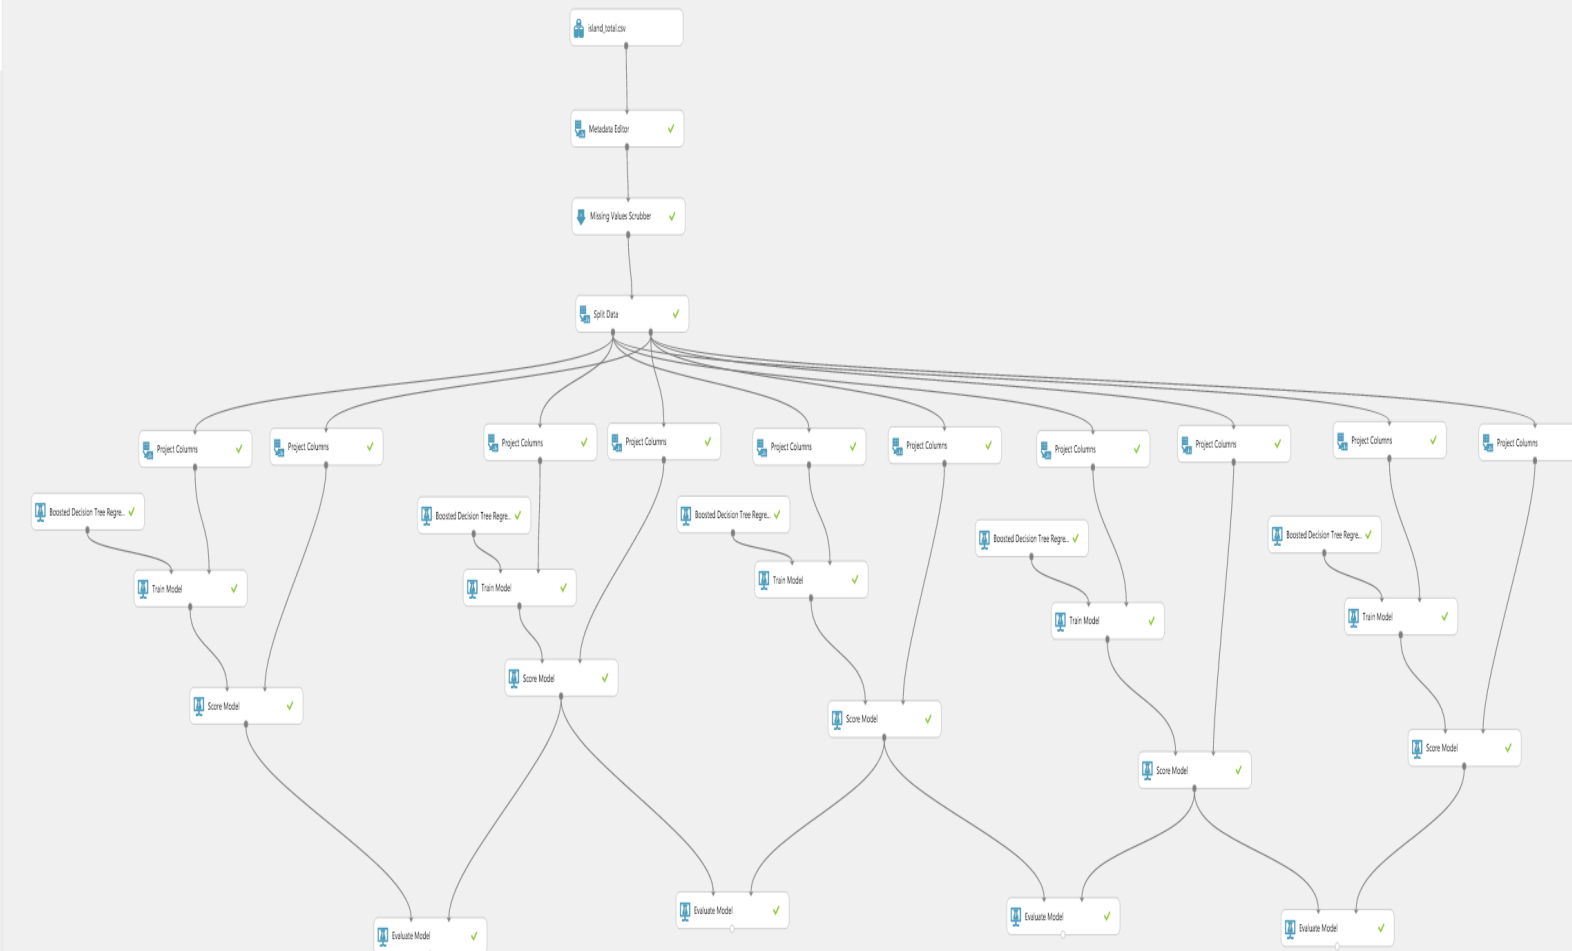 island_total.csv
Metadata Editor
Missing Values Scrubber
Split Data
Project Columns
Project Columns
Project Columns
Project Columns
Project Columns
Project Columns
Project Columns
Project Columns
Project Columns
Project Columns
Boosted Decision Tree Regre...
Boosted Decision Tree Regre...
Boosted Decision Tree Regre...
Boosted Decision Tree Regre...
Boosted Decision Tree Regre...
Train Model
Train Model
Train Model
Train Model
Train Model
Score Model
Score Model
Score Model
Score Model
Score Model
Evaluate Model
Evaluate Model
Evaluate Model
Evaluate Model